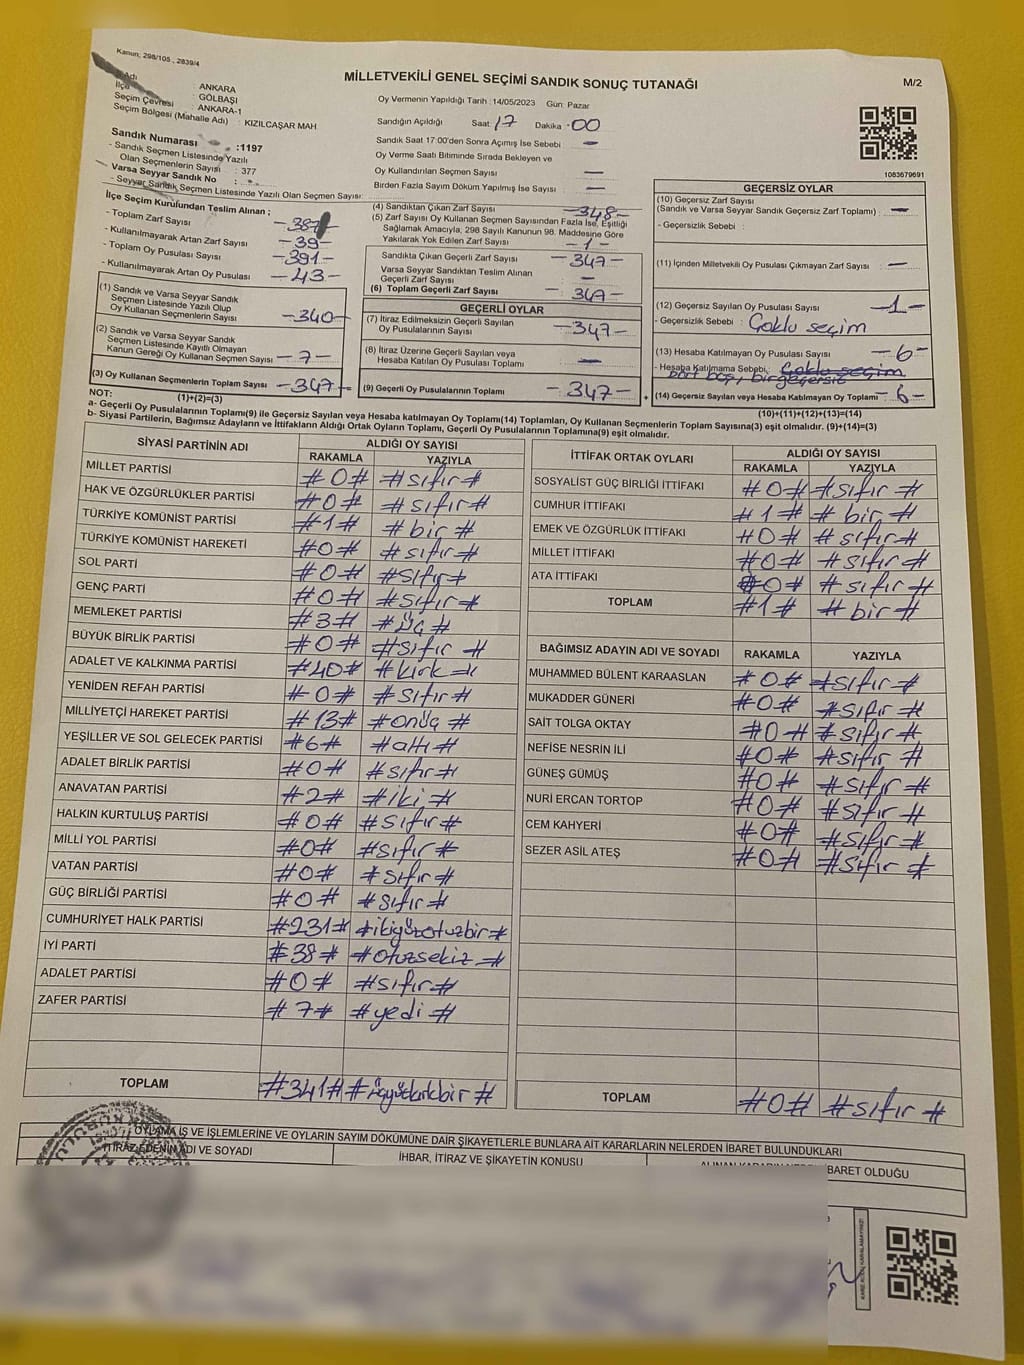 Kanun: 298/105 , 2839/4
MİLLETVEKİLİ GENEL SEÇİMİ SANDIK SONUÇ TUTANAĞI
M/2
Adı : ANKARA
İlçe : GÖLBAŞI
Seçim Çevresi : ANKARA-1
Seçim Bölgesi (Mahalle Adı) : KIZILCAŞAR MAH
Sandık Numarası :1197
- Sandık Seçmen Listesinde Yazılı
Olan Seçmenlerin Sayısı : 377
Varsa Seyyar Sandık No : -
- Seyyar Sandık Seçmen Listesinde Yazılı Olan Seçmen Sayısı:
Oy Vermenin Yapıldığı Tarih :14/05/2023 Gün: Pazar
Sandığın Açıldığı Saat: 17 Dakika :00
Sandık Saat 17:00'den Sonra Açımış İse Sebebi —
Oy Verme Saati Bitiminde Sırada Bekleyen ve
Oy Kullandırılan Seçmen Sayısı —
Birden Fazla Sayım Döküm Yapılmış İse Sayısı —
1083679691
İlçe Seçim Kurulundan Teslim Alınan ;
- Toplam Zarf Sayısı -387
- Kullanılmayarak Artan Zarf Sayısı -39-
- Toplam Oy Pusulası Sayısı -391-
- Kullanılmayarak Artan Oy Pusulası -43-
(1) Sandık ve Varsa Seyyar Sandık
Seçmen Listesinde Yazılı Olup
Oy Kullanan Seçmenlerin Sayısı -340-
(2) Sandık ve Varsa Seyyar Sandık
Seçmen Listesinde Kayıtlı Olmayan
Kanun Gereği Oy Kullanan Seçmen Sayısı -7-
(3) Oy Kullanan Seçmenlerin Toplam Sayısı -347-
(1)+(2)=(3)
(4) Sandıktan Çıkan Zarf Sayısı -348-
(5) Zarf Sayısı Oy Kullanan Seçmen Sayısından Fazla İse, Eşitliği
Sağlamak Amacıyla, 298 Sayılı Kanunun 98. Maddesine Göre
Yakılarak Yok Edilen Zarf Sayısı -1-
Sandıkta Çıkan Geçerli Zarf Sayısı -347-
Varsa Seyyar Sandıktan Teslim Alınan
Geçerli Zarf Sayısı —
(6) Toplam Geçerli Zarf Sayısı -347-
GEÇERLİ OYLAR
(7) İtiraz Edilmeksizin Geçerli Sayılan
Oy Pusulalarının Sayısı -347-
(8) İtiraz Üzerine Geçerli Sayılan veya
Hesaba Katılan Oy Pusulası Toplamı —
(9) Geçerli Oy Pusulalarının Toplamı -347-
GEÇERSİZ OYLAR
(10) Geçersiz Zarf Sayısı
(Sandık ve Varsa Seyyar Sandık Geçersiz Zarf Toplamı) : —
- Geçersizlik Sebebi :
(11) İçinden Milletvekili Oy Pusulası Çıkmayan Zarf Sayısı : —
(12) Geçersiz Sayılan Oy Pusulası Sayısı : -1-
- Geçersizlik Sebebi : Çoklu seçim
(13) Hesaba Katılmayan Oy Pusulası Sayısı -6-
- Hesaba Katılmama Sebebi: Çoklu seçim
bir geçersiz
(14) Geçersiz Sayılan veya Hesaba Katılmayan Oy Toplamı -6-
(10)+(11)+(12)+(13)=(14)
NOT:
a- Geçerli Oy Pusulalarının Toplamı(9) ile Geçersiz Sayılan veya Hesaba katılmayan Oy Toplamı(14) Toplamları, Oy Kullanan Seçmenlerin Toplam Sayısına(3) eşit olmalıdır. (9)+(14)=(3)
b- Siyasi Partilerin, Bağımsız Adayların ve İttifakların Aldığı Ortak Oyların Toplamı, Geçerli Oy Pusulalarının Toplamına(9) eşit olmalıdır.
SİYASİ PARTİNİN ADI ALDIĞI OY SAYISI
RAKAMLA YAZIYLA
MİLLET PARTİSİ #0# #sıfır#
HAK VE ÖZGÜRLÜKLER PARTİSİ #0# #sıfır#
TÜRKİYE KOMÜNİST PARTİSİ #1# #bir#
TÜRKİYE KOMÜNİST HAREKETİ #0# #sıfır#
SOL PARTİ #0# #sıfır#
GENÇ PARTİ #0# #sıfır#
MEMLEKET PARTİSİ #3# #üç#
BÜYÜK BİRLİK PARTİSİ #0# #sıfır#
ADALET VE KALKINMA PARTİSİ #40# #kırk#
YENİDEN REFAH PARTİSİ #0# #sıfır#
MİLLİYETÇİ HAREKET PARTİSİ #13# #onüç#
YEŞİLLER VE SOL GELECEK PARTİSİ #6# #altı#
ADALET BİRLİK PARTİSİ #0# #sıfır#
ANAVATAN PARTİSİ #2# #iki#
HALKIN KURTULUŞ PARTİSİ #0# #sıfır#
MİLLİ YOL PARTİSİ #0# #sıfır#
VATAN PARTİSİ #0# #sıfır#
GÜÇ BİRLİĞİ PARTİSİ #0# #sıfır#
CUMHURİYET HALK PARTİSİ #231# #ikiyüzotuzbir#
İYİ PARTİ #38# #otuzsekiz#
ADALET PARTİSİ #0# #sıfır#
ZAFER PARTİSİ #7# #yedi#
TOPLAM #341# #üçyüzkırkbir#
İTTİFAK ORTAK OYLARI ALDIĞI OY SAYISI
RAKAMLA YAZIYLA
SOSYALİST GÜÇ BİRLİĞİ İTTİFAKI #0# #sıfır#
CUMHUR İTTİFAKI #1# #bir#
EMEK VE ÖZGÜRLÜK İTTİFAKI #0# #sıfır#
MİLLET İTTİFAKI #0# #sıfır#
ATA İTTİFAKI #0# #sıfır#
TOPLAM #1# #bir#
BAĞIMSIZ ADAYIN ADI VE SOYADI RAKAMLA YAZIYLA
MUHAMMED BÜLENT KARAASLAN #0# #sıfır#
MUKADDER GÜNERİ #0# #sıfır#
SAİT TOLGA OKTAY #0# #sıfır#
NEFİSE NESRİN İLİ #0# #sıfır#
GÜNEŞ GÜMÜŞ #0# #sıfır#
NURİ ERCAN TORTOP #0# #sıfır#
CEM KAHYERİ #0# #sıfır#
SEZER ASİL ATEŞ #0# #sıfır#
TOPLAM #0# #sıfır#
OYLAMA İŞ VE İŞLEMLERİNE VE OYLARIN SAYIM DÖKÜMÜNE DAİR ŞİKAYETLERLE BUNLARA AİT KARARLARIN NELERDEN İBARET BULUNDUKLARI
İTİRAZ EDENİN ADI VE SOYADI
İHBAR, İTİRAZ VE ŞİKAYETİN KONUSU
İBARET OLDUĞU
KARE KODU KARALAMAYINIZ!